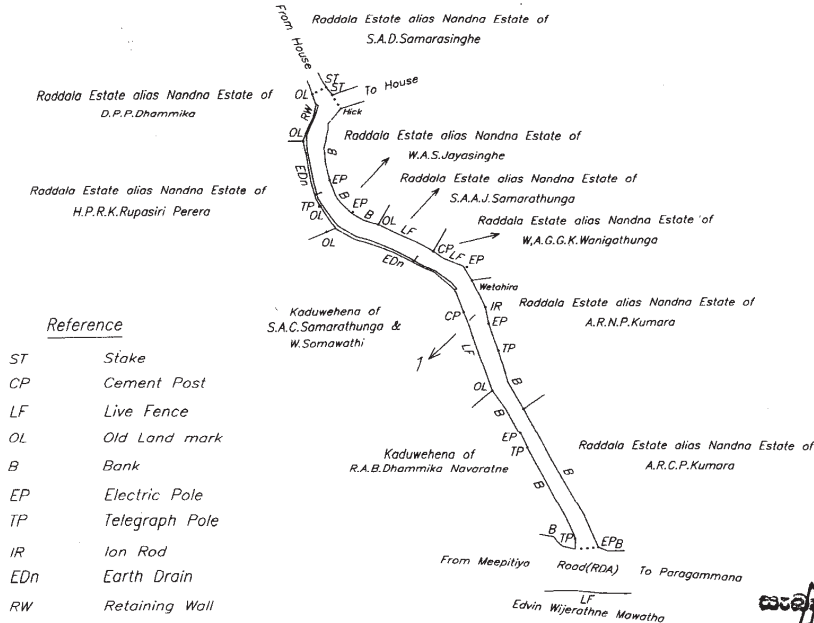 From House
Raddala Estate alias Nandna Estate of
S.A.D.Samarasinghe
ST
ST
To House
OL
Raddala Estate alias Nandna Estate of
D.P.P.Dhammika
RW
Hick
OL
B
Raddala Estate alias Nandna Estate of
W.A.S.Jayasinghe
EDn
EP
Raddala Estate alias Nandna Estate of
S.A.A.J.Samarathunga
Raddala Estate alias Nandna Estate of
H.P.R.K.Rupasiri Perera
B
EP
B
OL
LF
TP
OL
OL
Raddala Estate alias Nandna Estate of
W,A.G.G.K.Wanigathunga
CP
LF
EP
EDn
Wetahira
Kaduwehena of
S.A.C.Samarathunga &
W.Somawathi
CP
IR
EP
Raddala Estate alias Nandna Estate of
A.R.N.P.Kumara
1
LF
TP
OL
B
B
EP
TP
Kaduwehena of
R.A.B.Dhammika Navaratne
B
B
Raddala Estate alias Nandna Estate of
A.R.C.P.Kumara
B
TP
EP
B
From Meepitiya Road(RDA) To Paragammana
LF
Edvin Wijerathne Mawatha
Reference
ST Stake
CP Cement Post
LF Live Fence
OL Old Land mark
B Bank
EP Electric Pole
TP Telegraph Pole
IR Ion Rod
EDn Earth Drain
RW Retaining Wall